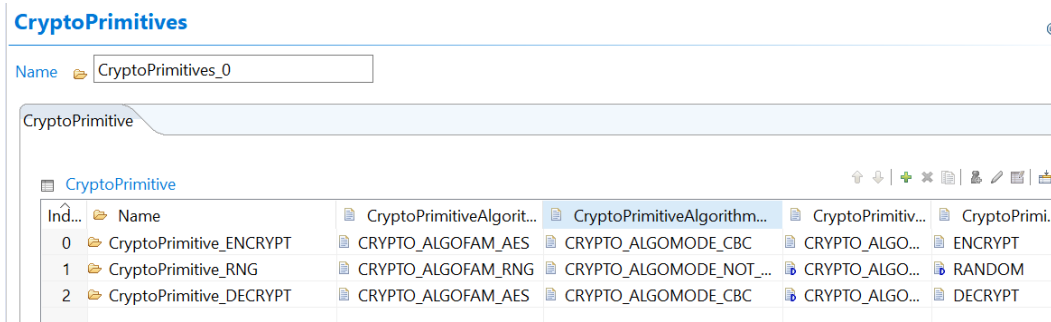 CryptoPrimitives
Name CryptoPrimitives_0
CryptoPrimitive
CryptoPrimitive
Ind... Name CryptoPrimitiveAlgorit... CryptoPrimitiveAlgorithm... CryptoPrimitiv... CryptoPrimi...
0 CryptoPrimitive_ENCRYPT CRYPTO_ALGOFAM_AES CRYPTO_ALGOMODE_CBC CRYPTO_ALGO... ENCRYPT
1 CryptoPrimitive_RNG CRYPTO_ALGOFAM_RNG CRYPTO_ALGOMODE_NOT_... CRYPTO_ALGO... RANDOM
2 CryptoPrimitive_DECRYPT CRYPTO_ALGOFAM_AES CRYPTO_ALGOMODE_CBC CRYPTO_ALGO... DECRYPT